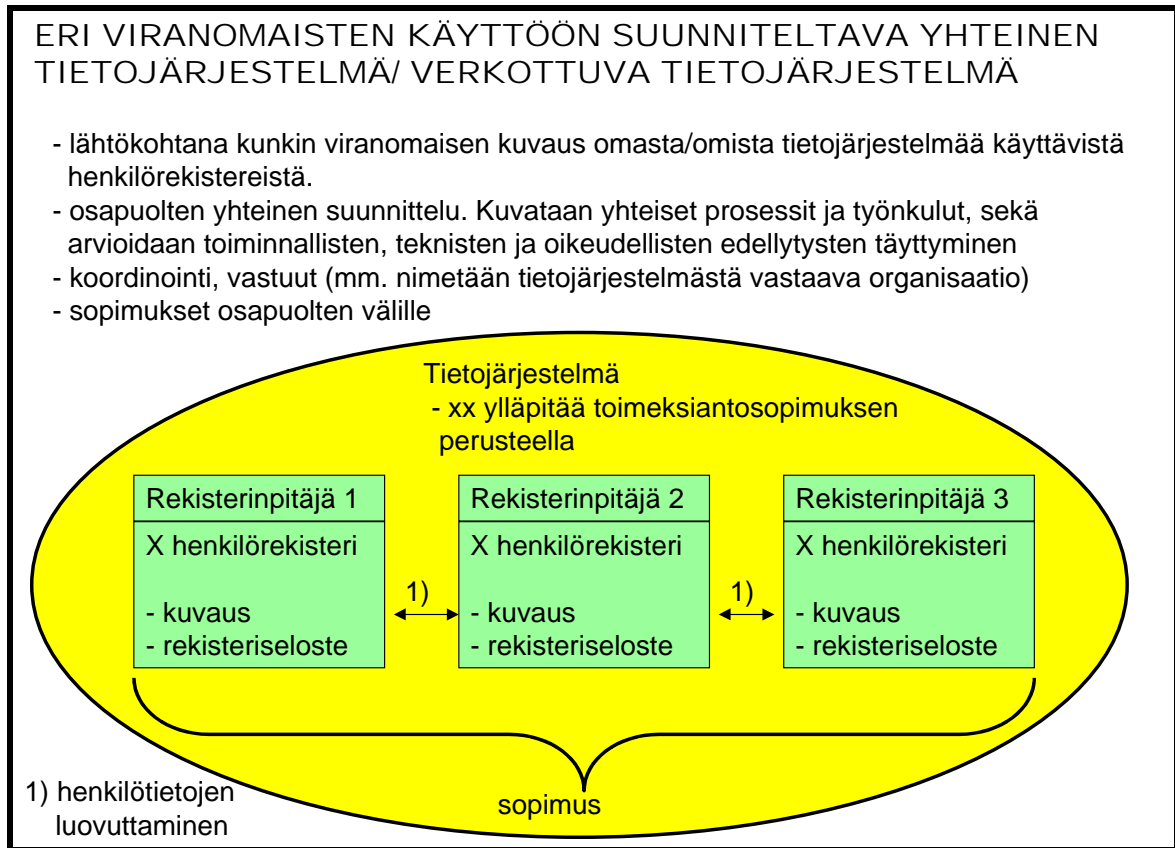 ERI VIRANOMAISTEN KÄYTTÖÖN SUUNNITELTAVA YHTEINEN
TIETOJÄRJESTELMÄ/ VERKOTTUVA TIETOJÄRJESTELMÄ
- lähtökohtana kunkin viranomaisen kuvaus omasta/omista tietojärjestelmää käyttävistä
henkilörekistereistä.
- osapuolten yhteinen suunnittelu. Kuvataan yhteiset prosessit ja työnkulut, sekä
arvioidaan toiminnallisten, teknisten ja oikeudellisten edellytysten täyttyminen
- koordinointi, vastuut (mm. nimetään tietojärjestelmästä vastaava organisaatio)
- sopimukset osapuolten välille
Tietojärjestelmä
- xx ylläpitää toimeksiantosopimuksen
perusteella
Rekisterinpitäjä 1
X henkilörekisteri
- kuvaus
- rekisteriseloste
1)
Rekisterinpitäjä 2
X henkilörekisteri
- kuvaus
- rekisteriseloste
1)
Rekisterinpitäjä 3
X henkilörekisteri
- kuvaus
- rekisteriseloste
sopimus
1) henkilötietojen
luovuttaminen